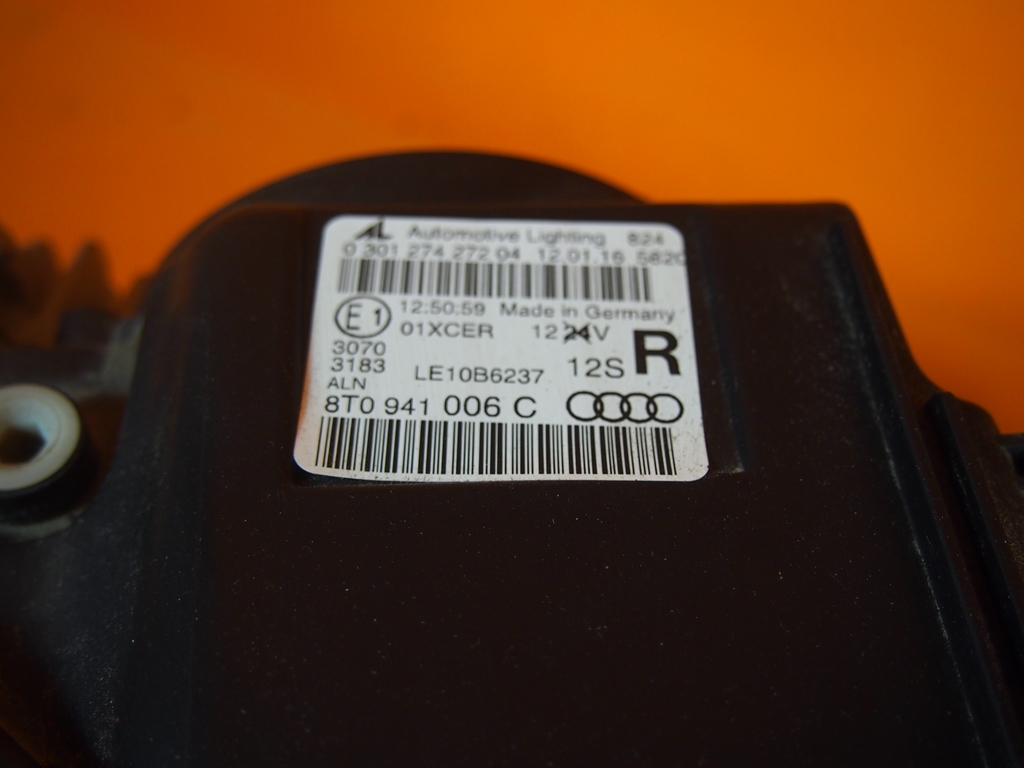 AL Automotive Lighting 824
0 301 274 272 04 12.01.16 5820
E1 12:50:59 Made in Germany
01XCER 12 24V R
3070
3183 LE10B6237 12S
ALN
8T0 941 006 C